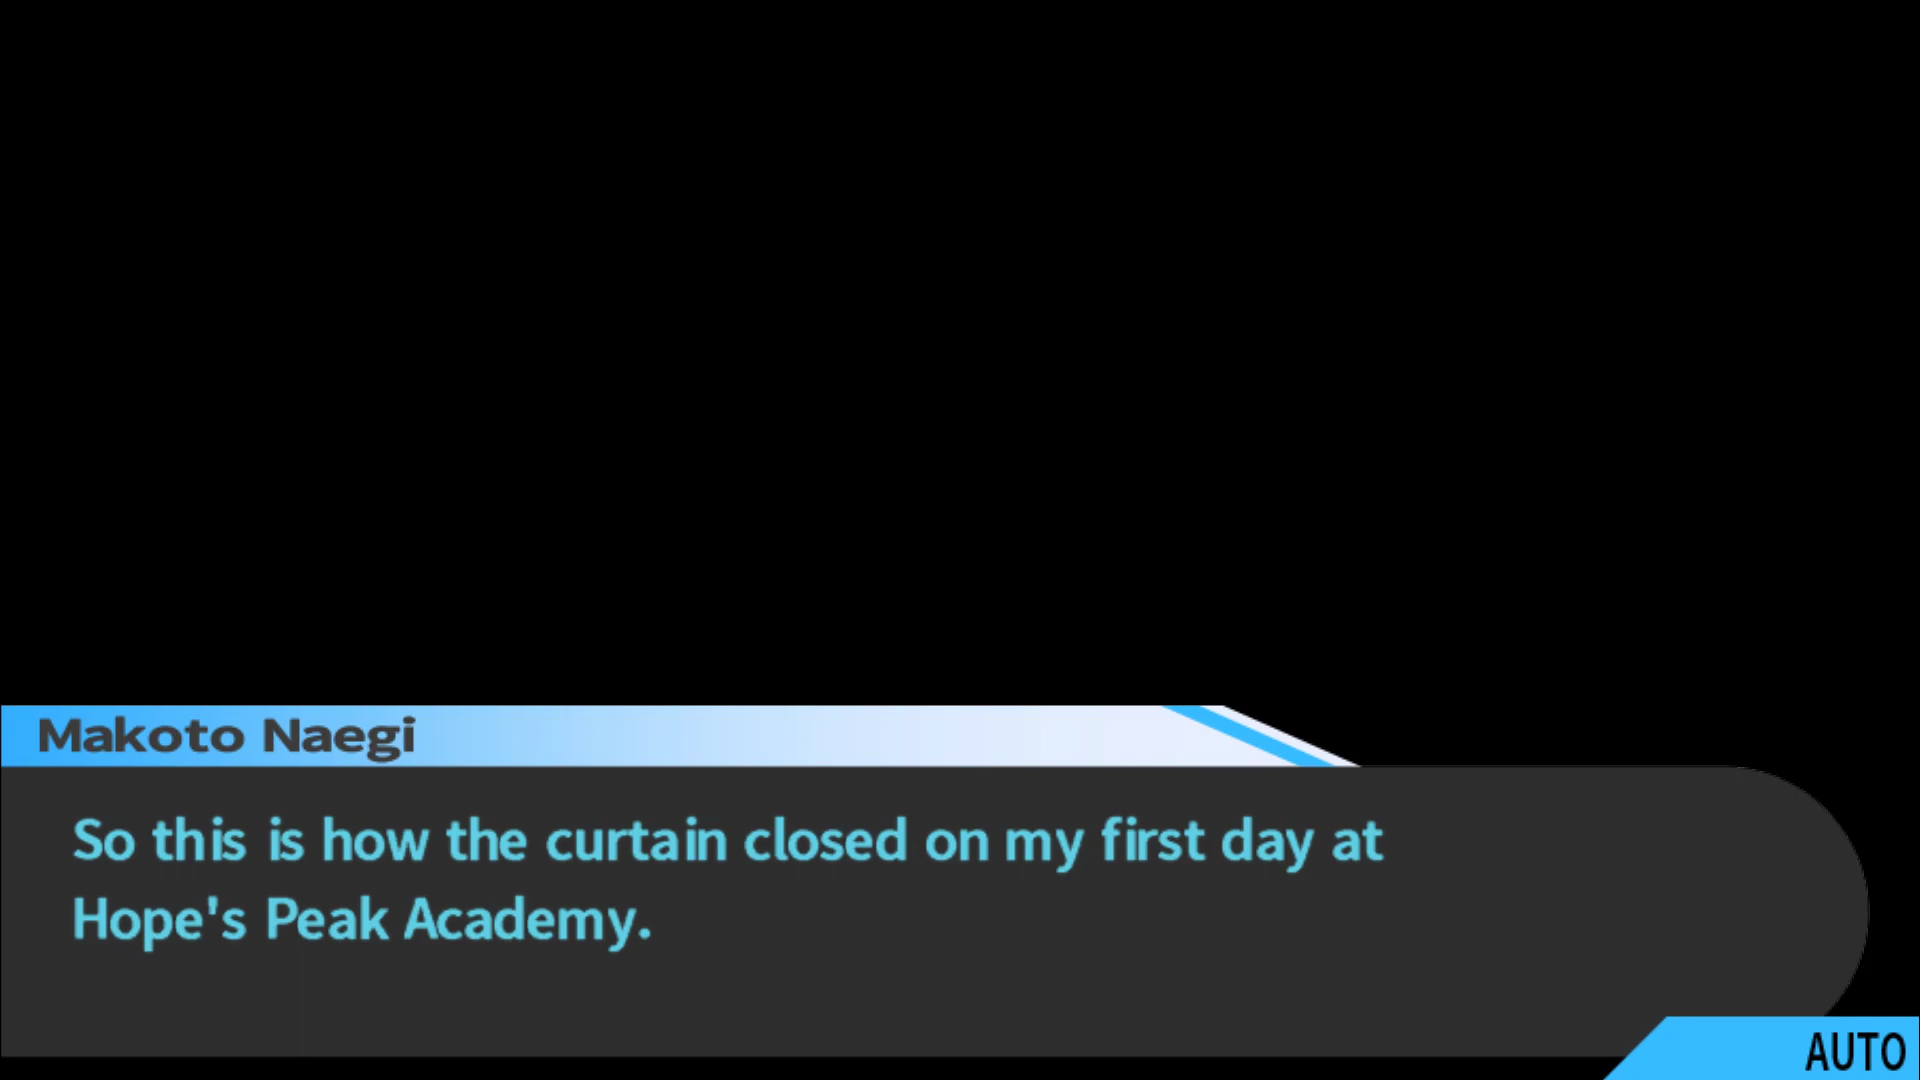 Makoto Naegi
So this is how the curtain closed on my first day at
Hope's Peak Academy.
AUTO